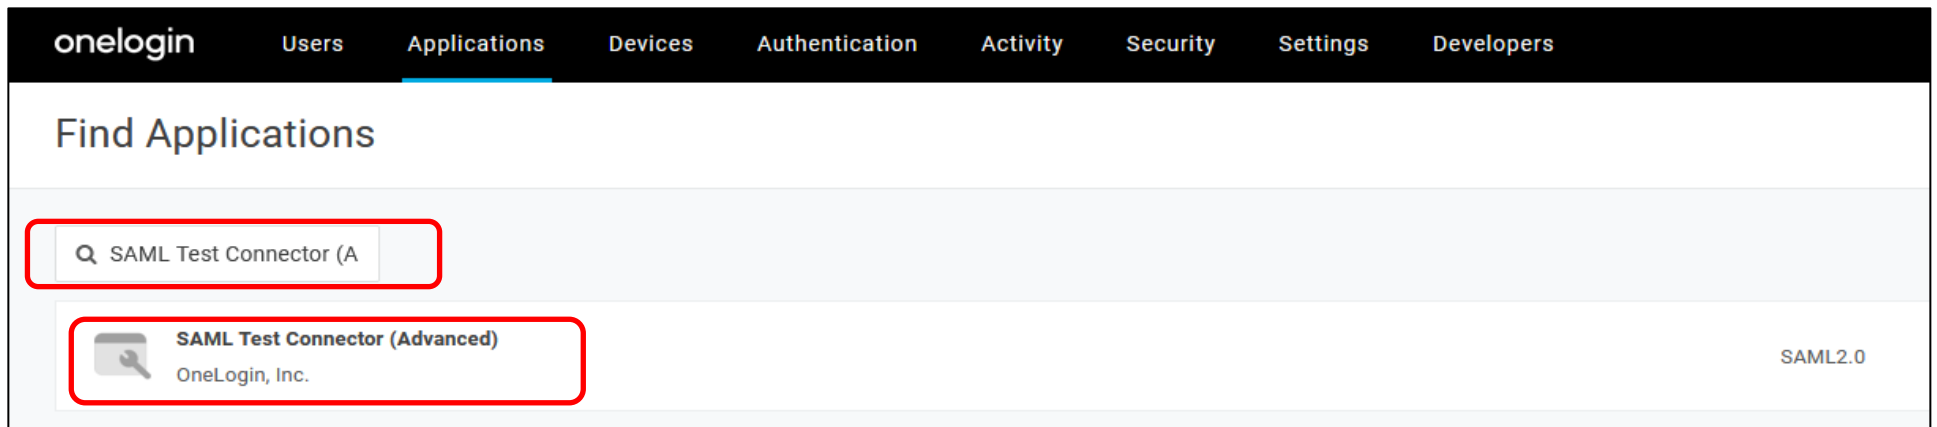 onelogin Users Applications Devices Authentication Activity Security Settings Developers
Find Applications
SAML Test Connector (A
SAML Test Connector (Advanced)
OneLogin, Inc.
SAML2.0